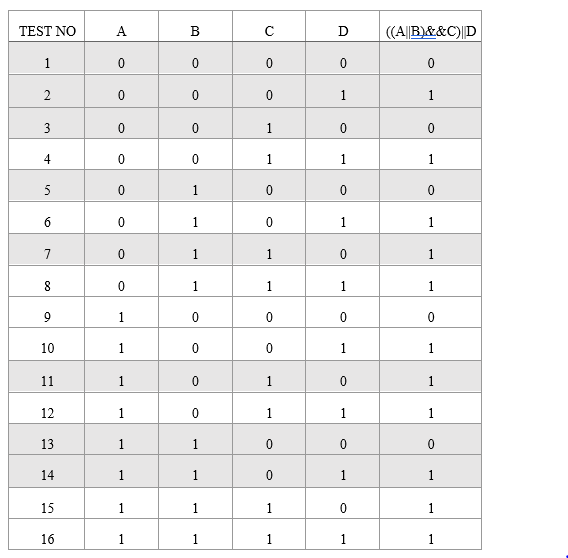 TEST NO A B C D ((A||B)&&C)||D
1 0 0 0 0 0
2 0 0 0 1 1
3 0 0 1 0 0
4 0 0 1 1 1
5 0 1 0 0 0
6 0 1 0 1 1
7 0 1 1 0 1
8 0 1 1 1 1
9 1 0 0 0 0
10 1 0 0 1 1
11 1 0 1 0 1
12 1 0 1 1 1
13 1 1 0 0 0
14 1 1 0 1 1
15 1 1 1 0 1
16 1 1 1 1 1